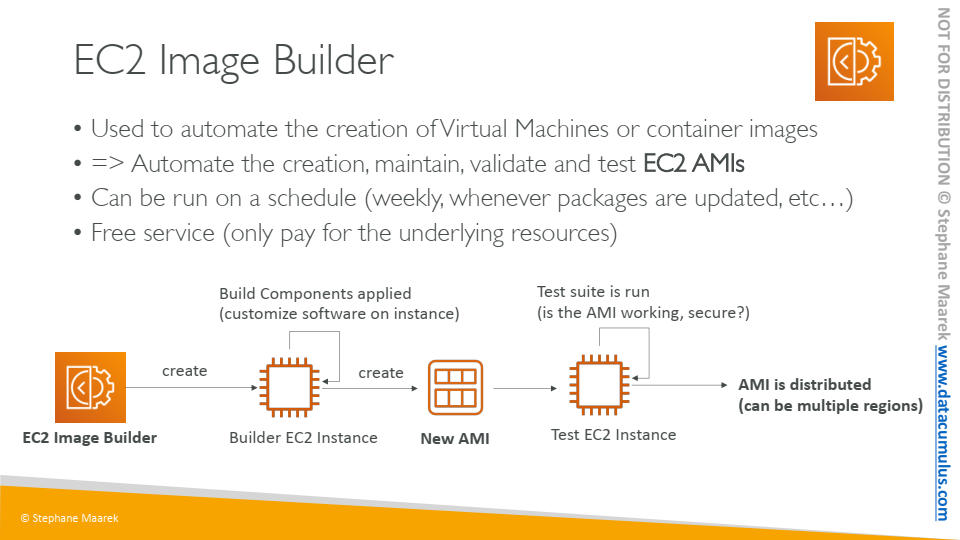 EC2 Image Builder
• Used to automate the creation of Virtual Machines or container images
• => Automate the creation, maintain, validate and test EC2 AMIs
• Can be run on a schedule (weekly, whenever packages are updated, etc…)
• Free service (only pay for the underlying resources)
Build Components applied
(customize software on instance)
Test suite is run
(is the AMI working, secure?)
create
create
AMI is distributed
(can be multiple regions)
EC2 Image Builder
Builder EC2 Instance
New AMI
Test EC2 Instance
© Stephane Maarek
NOT FOR DISTRIBUTION © Stephane Maarek www.datacumulus.com